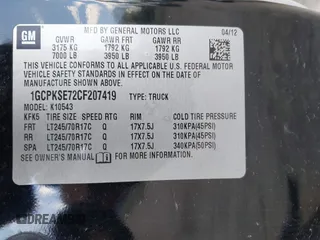 GM
MFD BY GENERAL MOTORS LLC
04/12
GVWR GAWR FRT GAWR RR
3175 KG 1792 KG 1792 KG
7000 LB 3950 LB 3950 LB
THIS VEHICLE CONFORMS TO ALL APPLICABLE U.S. FEDERAL MOTOR
VEHICLE SAFETY AND THEFT PREVENTION STANDARDS IN EFFECT
ON THE DATE OF MANUFACTURE SHOWN ABOVE.
1GCPKSE72CF207419 TYPE: TRUCK
MODEL: K10543
KFK5 TIRE SIZE SPEED RTG RIM COLD TIRE PRESSURE
FRT LT245/70R17C Q 17X7.5J 310KPA(45PSI)
RR LT245/70R17C Q 17X7.5J 310KPA(45PSI)
SPA LT245/70R17C Q 17X7.5J 340KPA(50PSI)
SEE OWNER'S MANUAL FOR MORE INFORMATION.